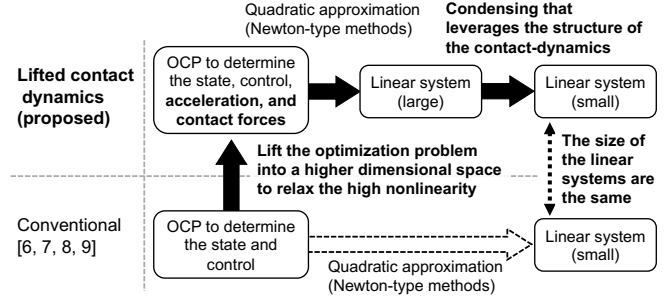 Quadratic approximation
(Newton-type methods)
Condensing that
leverages the structure of
the contact-dynamics
Lifted contact
dynamics
(proposed)
OCP to determine
the state, control,
acceleration, and
contact forces
Linear system
(large)
Linear system
(small)
Lift the optimization problem
into a higher dimensional space
to relax the high nonlinearity
The size of
the linear
systems are
the same
Conventional
[6, 7, 8, 9]
OCP to determine
the state and
control
Linear system
(small)
Quadratic approximation
(Newton-type methods)